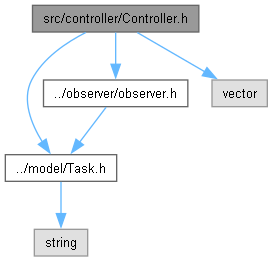 src/controller/Controller.h
../observer/observer.h
vector
../model/Task.h
string